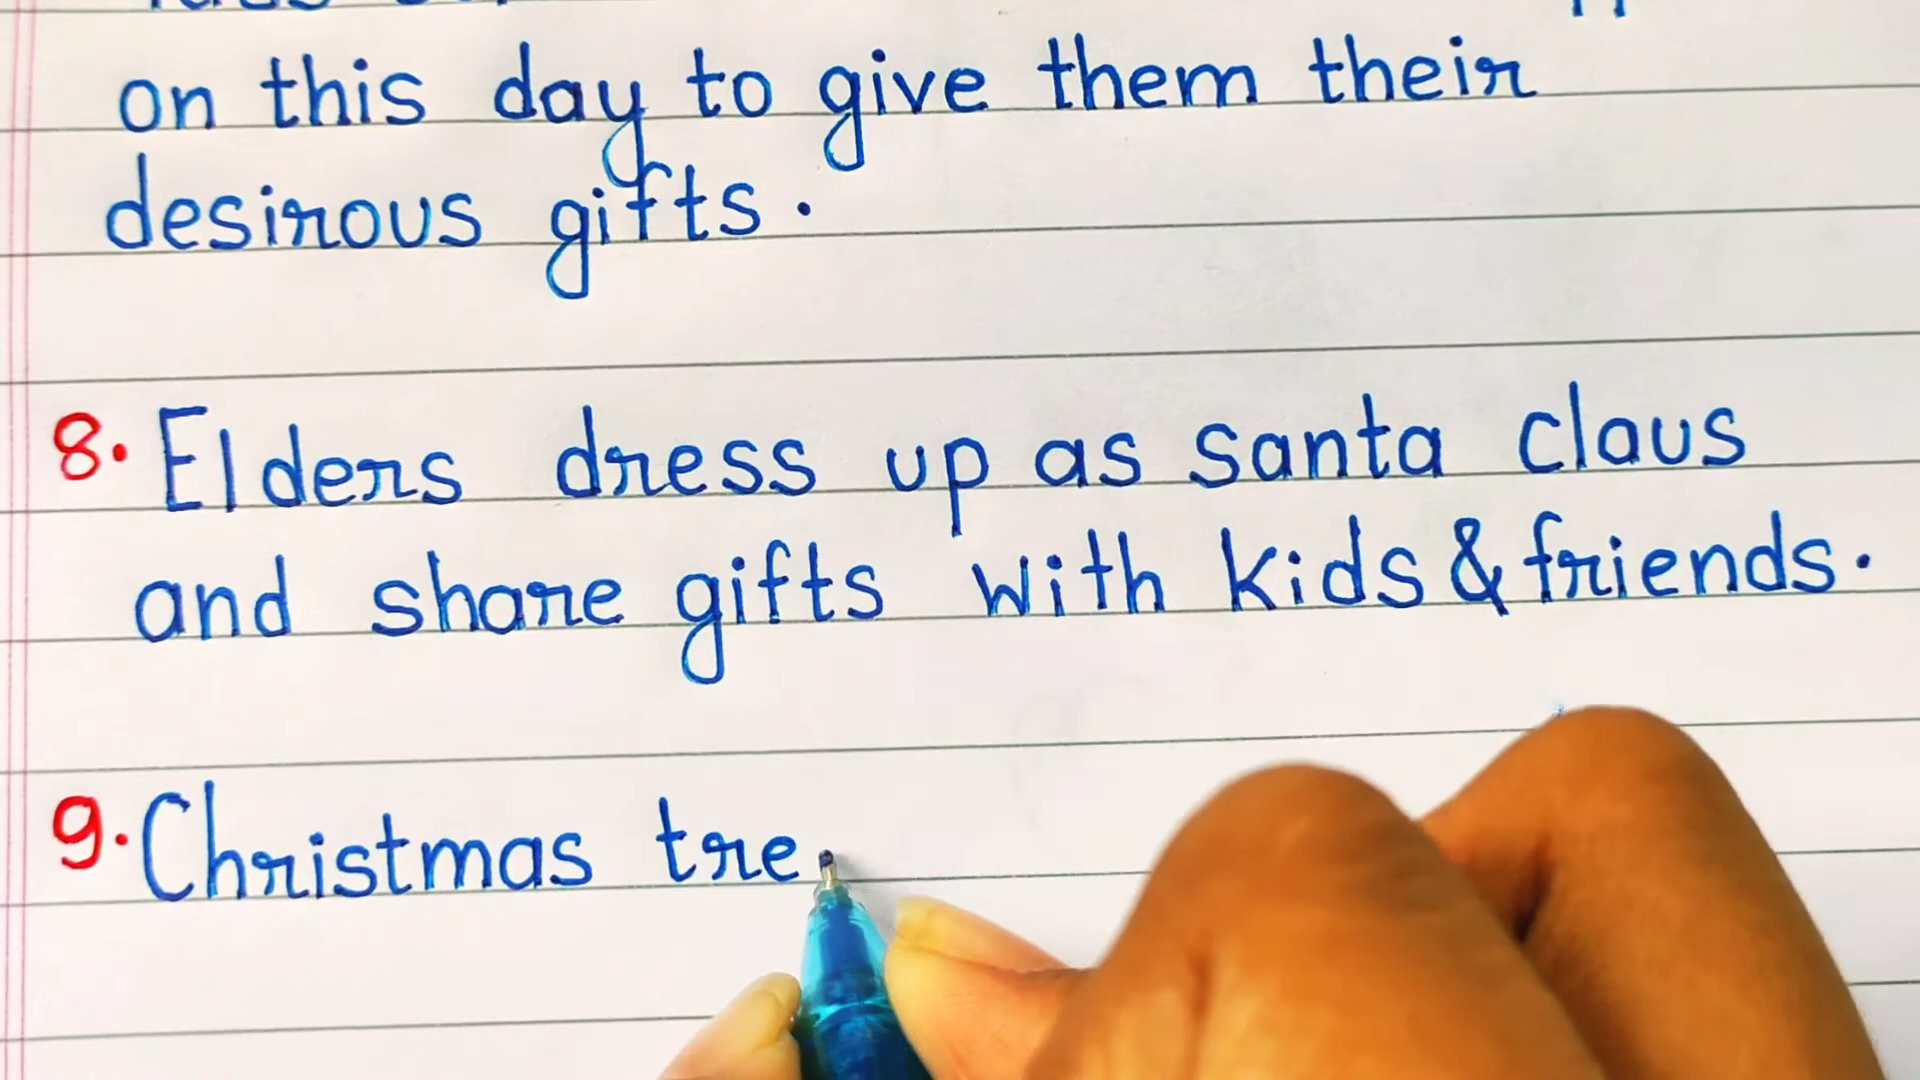 on this day to give them their
desirous gifts.
8. Elders dress up as santa claus
and share gifts with kids & friends.
9. Christmas tre